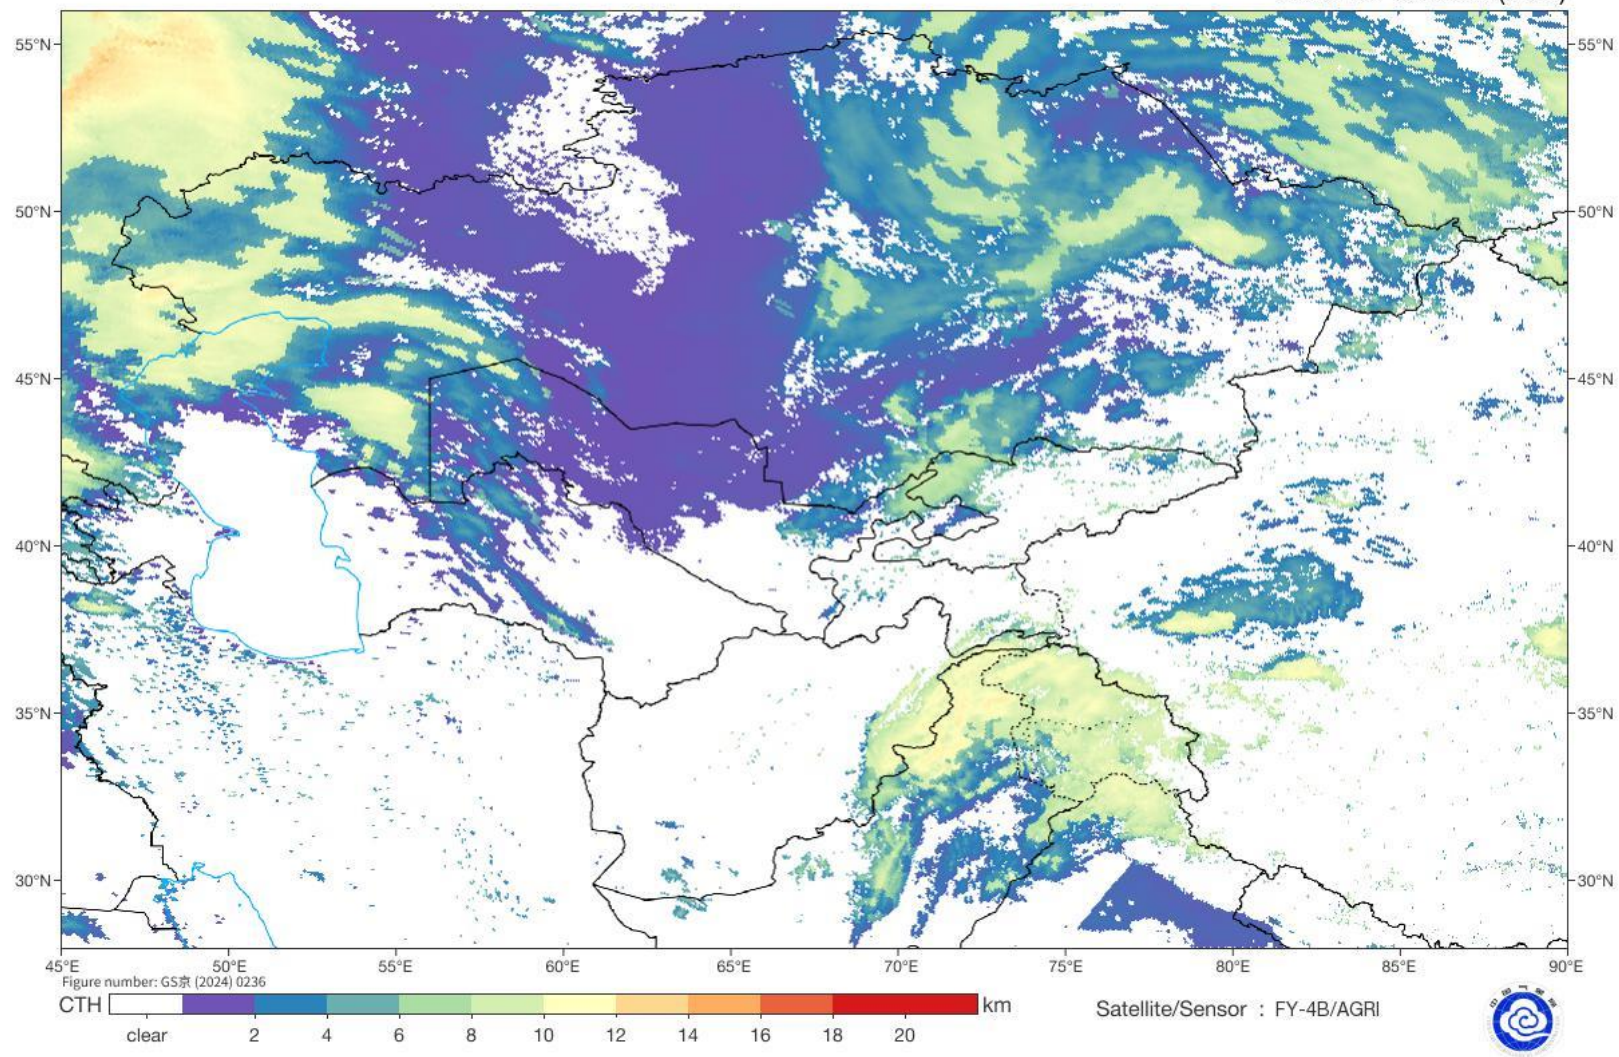 55°N 55°N
50°N 50°N
45°N 45°N
40°N 40°N
35°N 35°N
30°N 30°N
45°E 50°E 55°E 60°E 65°E 70°E 75°E 80°E 85°E 90°E
Figure number: GS京 (2024) 0236
CTH km
clear 2 4 6 8 10 12 14 16 18 20
Satellite/Sensor : FY-4B/AGRI